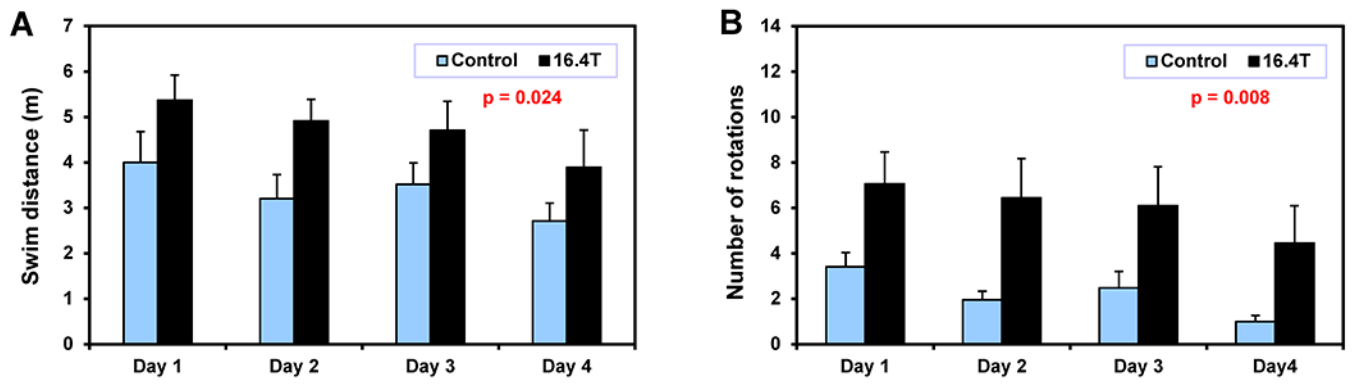 A
Swim distance (m)
7
6
5
4
3
2
1
0
Control 16.4T
p = 0.024
Day 1 Day 2 Day 3 Day 4
B
Number of rotations
14
12
10
8
6
4
2
0
Control 16.4T
p = 0.008
Day 1 Day 2 Day 3 Day4